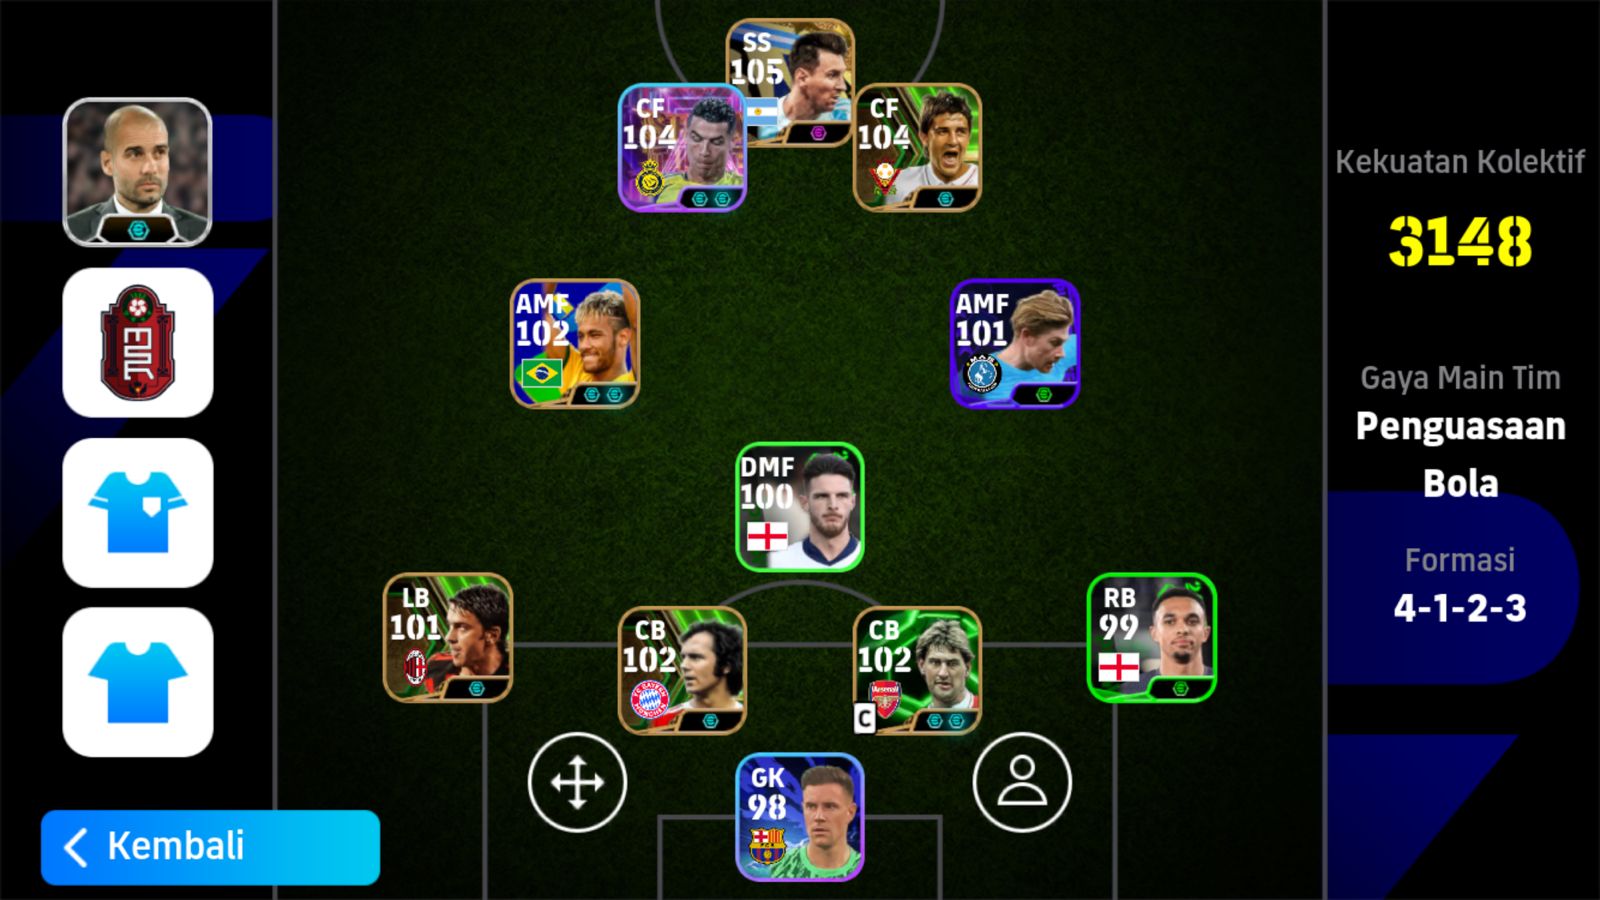 SS
105
CF
104
CF
104
Kekuatan Kolektif
3148
AMF
102
AMF
101
Gaya Main Tim
Penguasaan
Bola
DMF
100
Formasi
4-1-2-3
LB
101
CB
102
CB
102
Arsenal
C
RB
99
GK
98
Kembali